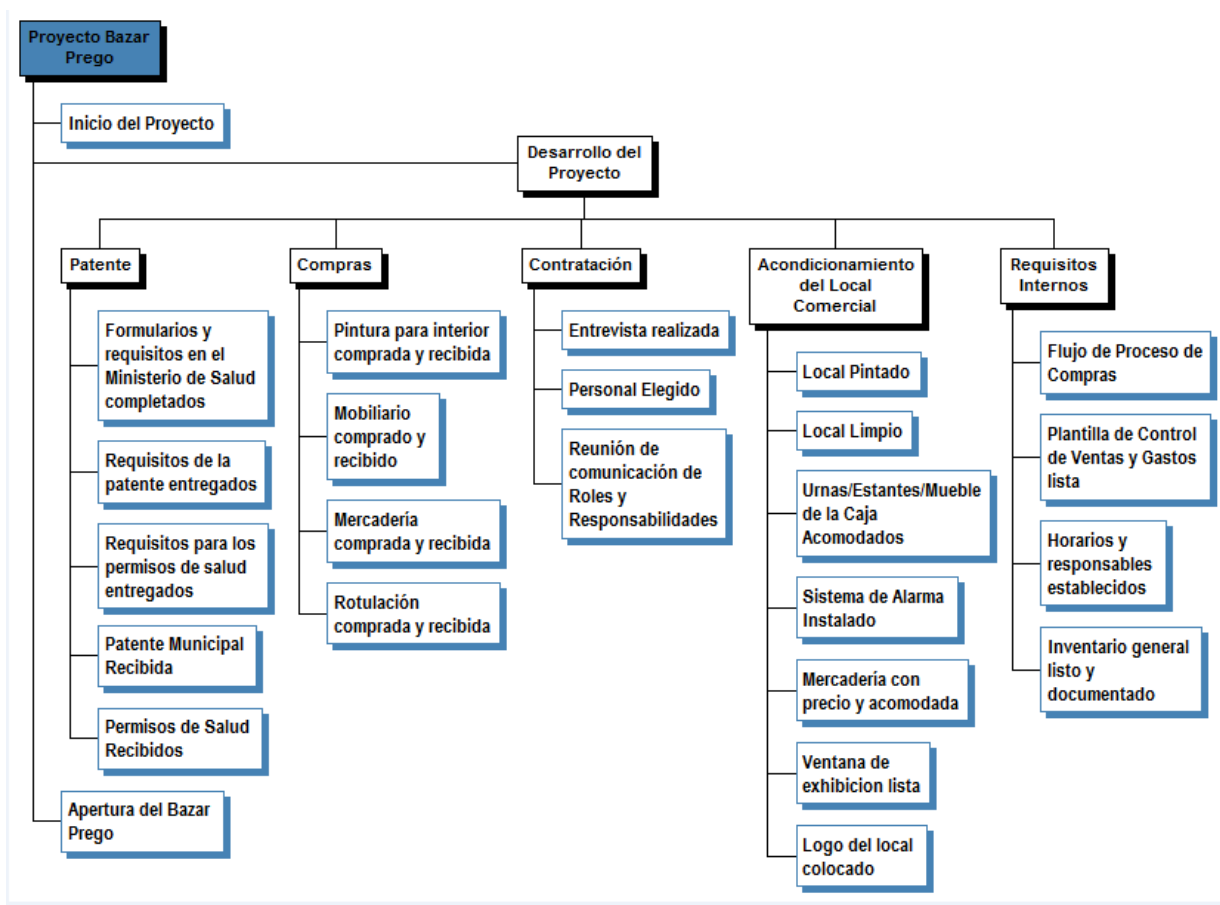 Proyecto Bazar
Prego
Inicio del Proyecto
Desarrollo del
Proyecto
Patente
Formularios y
requisitos en el
Ministerio de Salud
completados
Requisitos de la
patente entregados
Requisitos para los
permisos de salud
entregados
Patente Municipal
Recibida
Permisos de Salud
Recibidos
Compras
Pintura para interior
comprada y recibida
Mobiliario
comprado y
recibido
Mercadería
comprada y recibida
Rotulación
comprada y recibida
Contratación
Entrevista realizada
Personal Elegido
Reunión de
comunicación de
Roles y
Responsabilidades
Acondicionamiento
del Local
Comercial
Local Pintado
Local Limpio
Urnas/Estantes/Mueble
de la Caja
Acomodados
Sistema de Alarma
Instalado
Mercadería con
precio y acomodada
Ventana de
exhibicion lista
Logo del local
colocado
Requisitos
Internos
Flujo de Proceso de
Compras
Plantilla de Control
de Ventas y Gastos
lista
Horarios y
responsables
establecidos
Inventario general
listo y
documentado
Apertura del Bazar
Prego